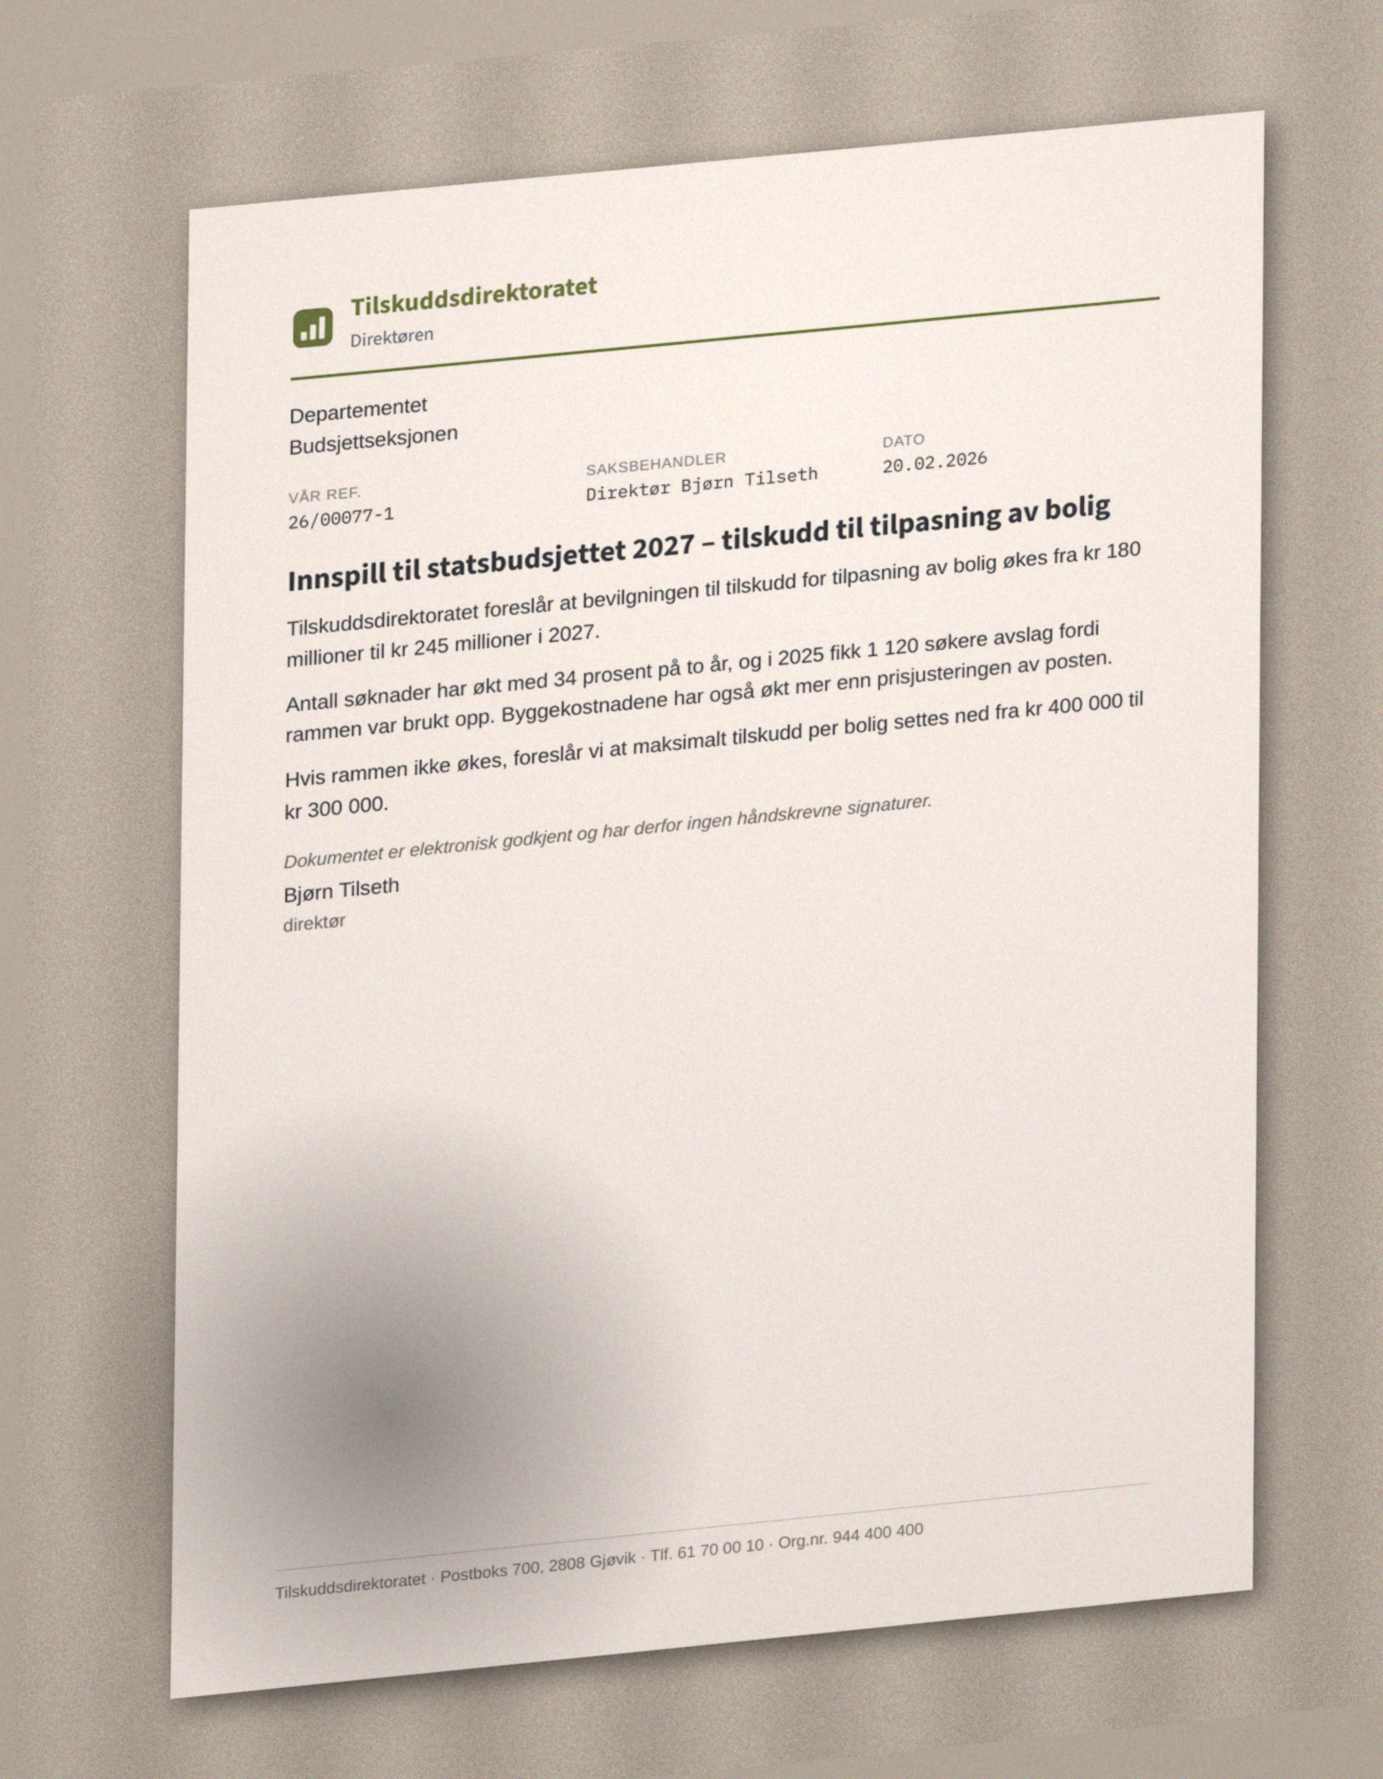 Tilskuddsdirektoratet
Direktøren
Departementet
Budsjettseksjonen
VÅR REF.
26/00077-1
SAKSBEHANDLER
Direktør Bjørn Tilseth
DATO
20.02.2026
Innspill til statsbudsjettet 2027 – tilskudd til tilpasning av bolig
Tilskuddsdirektoratet foreslår at bevilgningen til tilskudd for tilpasning av bolig økes fra kr 180
millioner til kr 245 millioner i 2027.
Antall søknader har økt med 34 prosent på to år, og i 2025 fikk 1 120 søkere avslag fordi
rammen var brukt opp. Byggekostnadene har også økt mer enn prisjusteringen av posten.
Hvis rammen ikke økes, foreslår vi at maksimalt tilskudd per bolig settes ned fra kr 400 000 til
kr 300 000.
Dokumentet er elektronisk godkjent og har derfor ingen håndskrevne signaturer.
Bjørn Tilseth
direktør
Tilskuddsdirektoratet · Postboks 700, 2808 Gjøvik · Tlf. 61 70 00 10 · Org.nr. 944 400 400